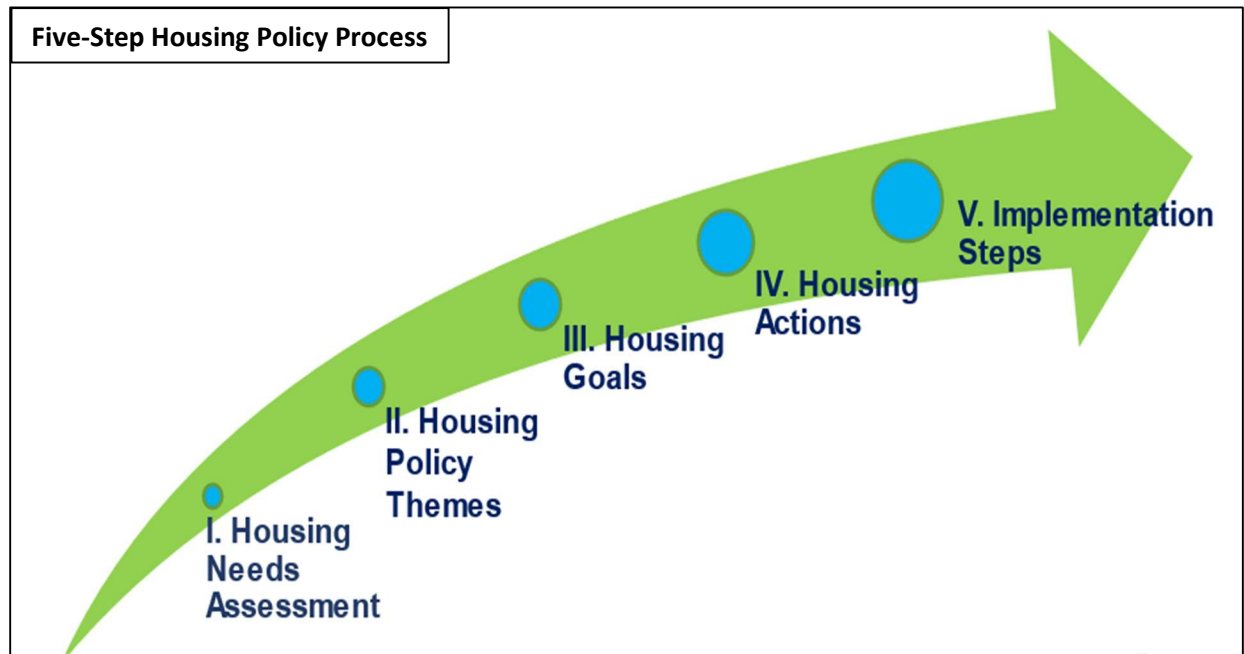 Five-Step Housing Policy Process
I. Housing
Needs
Assessment
II. Housing
Policy
Themes
III. Housing
Goals
IV. Housing
Actions
V. Implementation
Steps